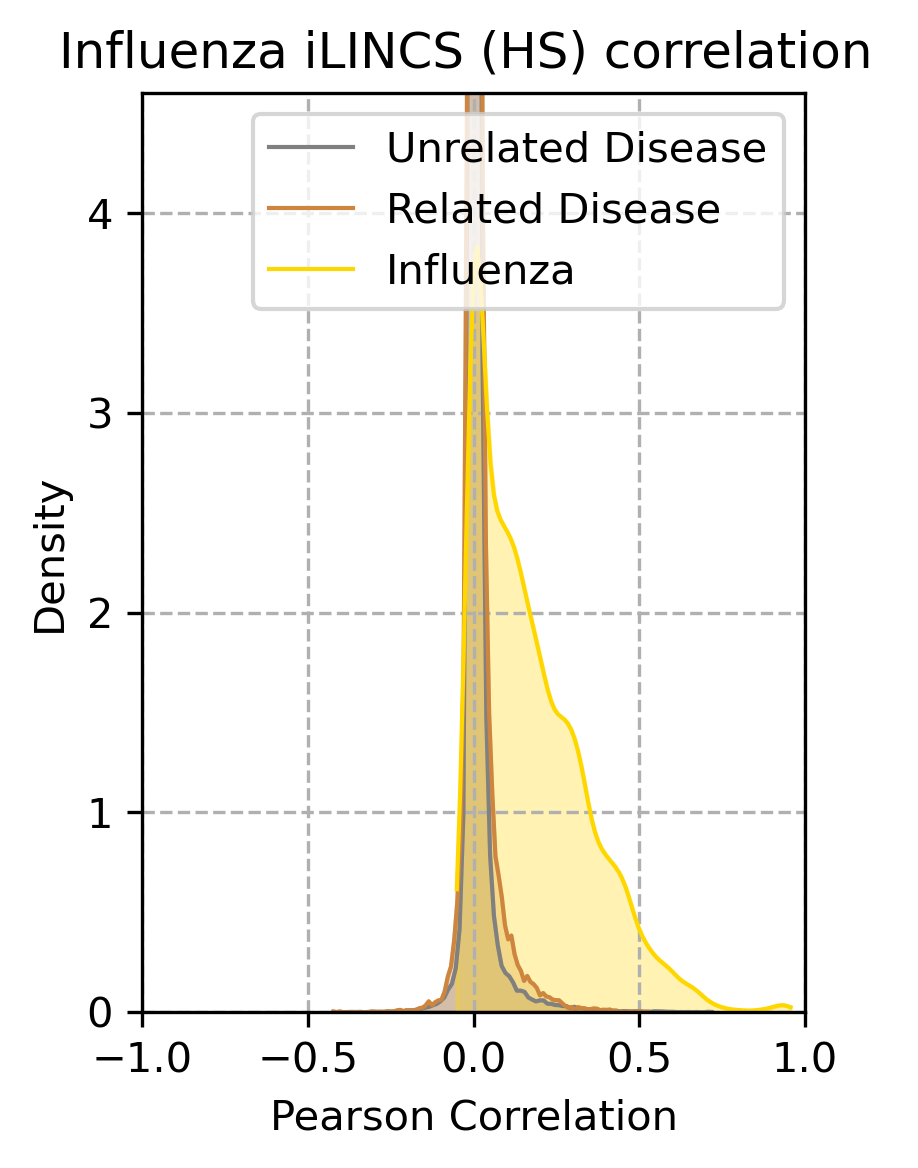 Influenza iLINCS (HS) correlation
Unrelated Disease
Related Disease
Influenza
4
3
2
1
0
Density
−1.0 −0.5 0.0 0.5 1.0
Pearson Correlation